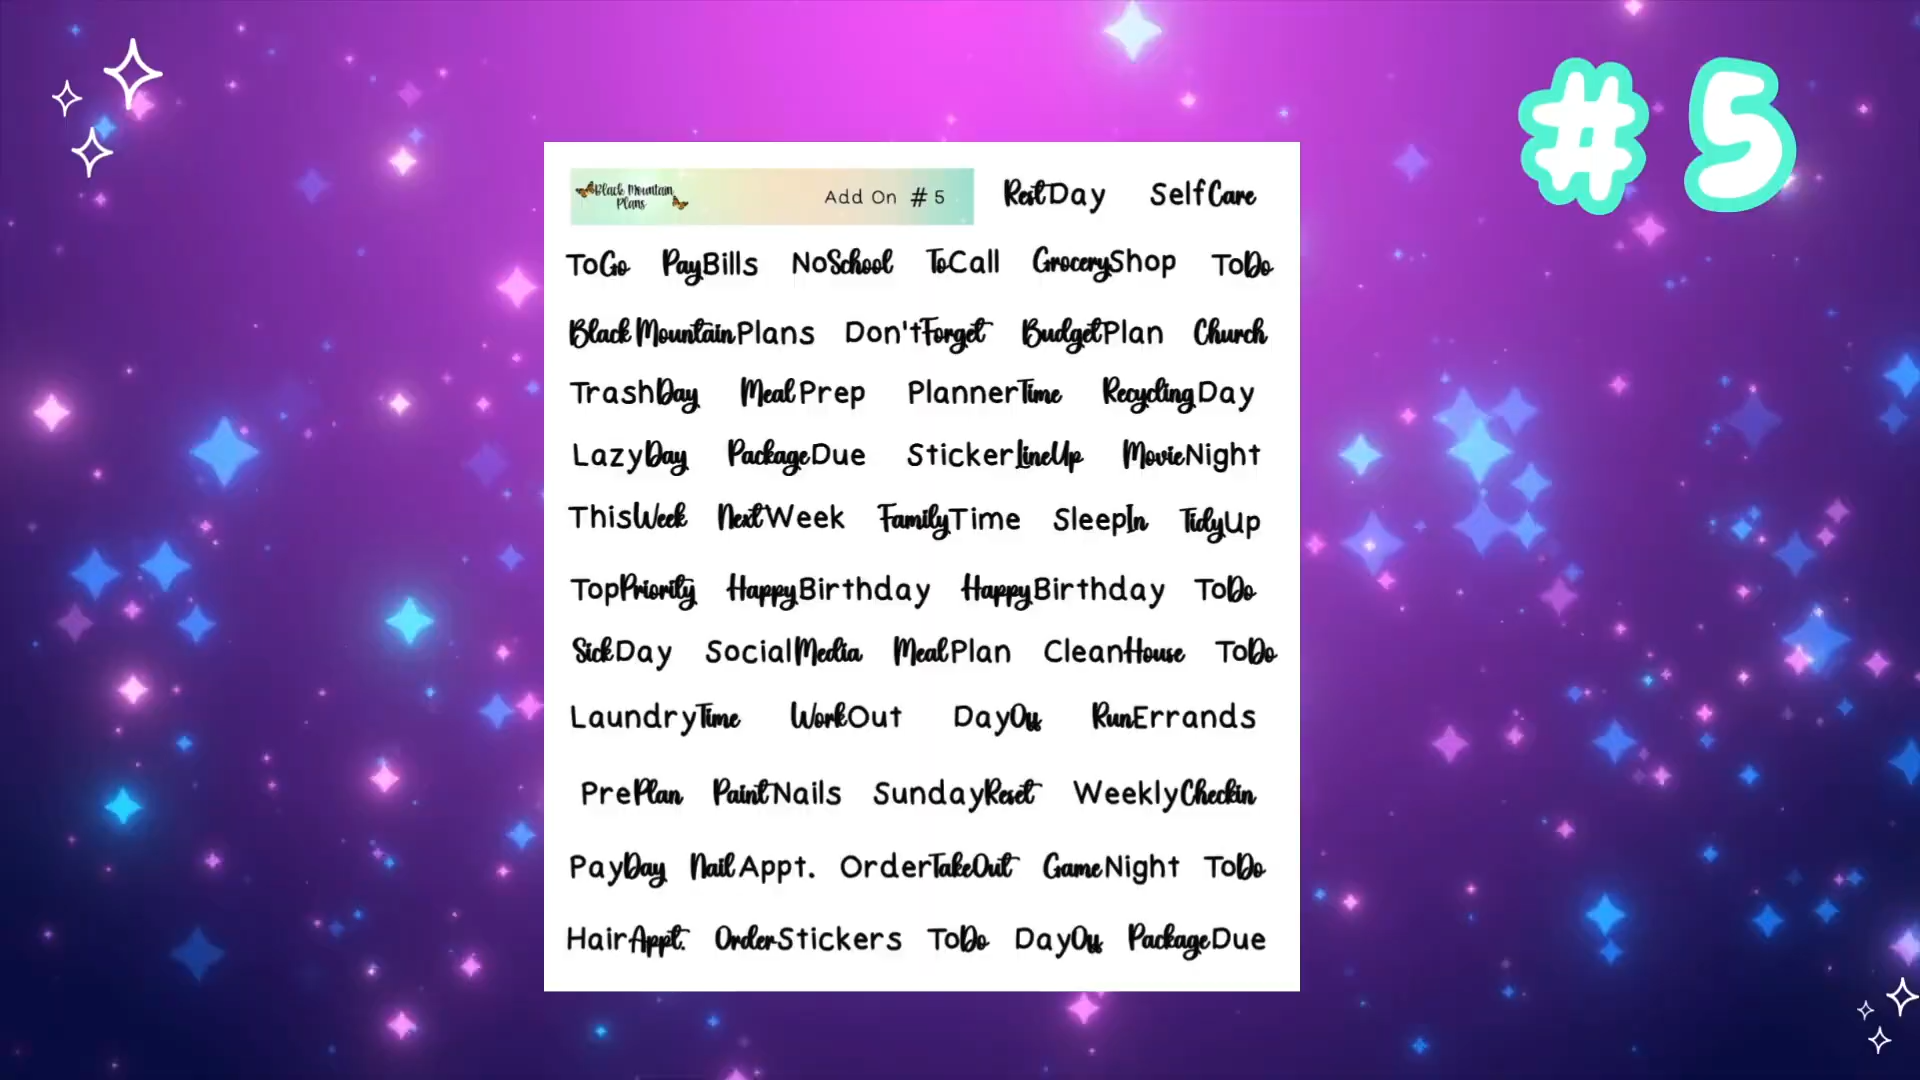 # 5
Black Mountain
Plans
Add On # 5
RestDay SelfCare
ToGo PayBills NoSchool ToCall GroceryShop ToDo
Black Mountain Plans Don'tForget BudgetPlan Church
TrashDay MealPrep PlannerTime RecyclingDay
LazyDay PackageDue StickerLineUp MovieNight
ThisWeek NextWeek FamilyTime SleepIn TidyUp
TopPriority HappyBirthday HappyBirthday ToDo
SickDay SocialMedia MealPlan CleanHouse ToDo
LaundryTime WorkOut DayOff RunErrands
PrePlan PaintNails SundayReset WeeklyCheckin
PayDay NailAppt. OrderTakeOut GameNight ToDo
HairAppt. OrderStickers ToDo DayOff PackageDue